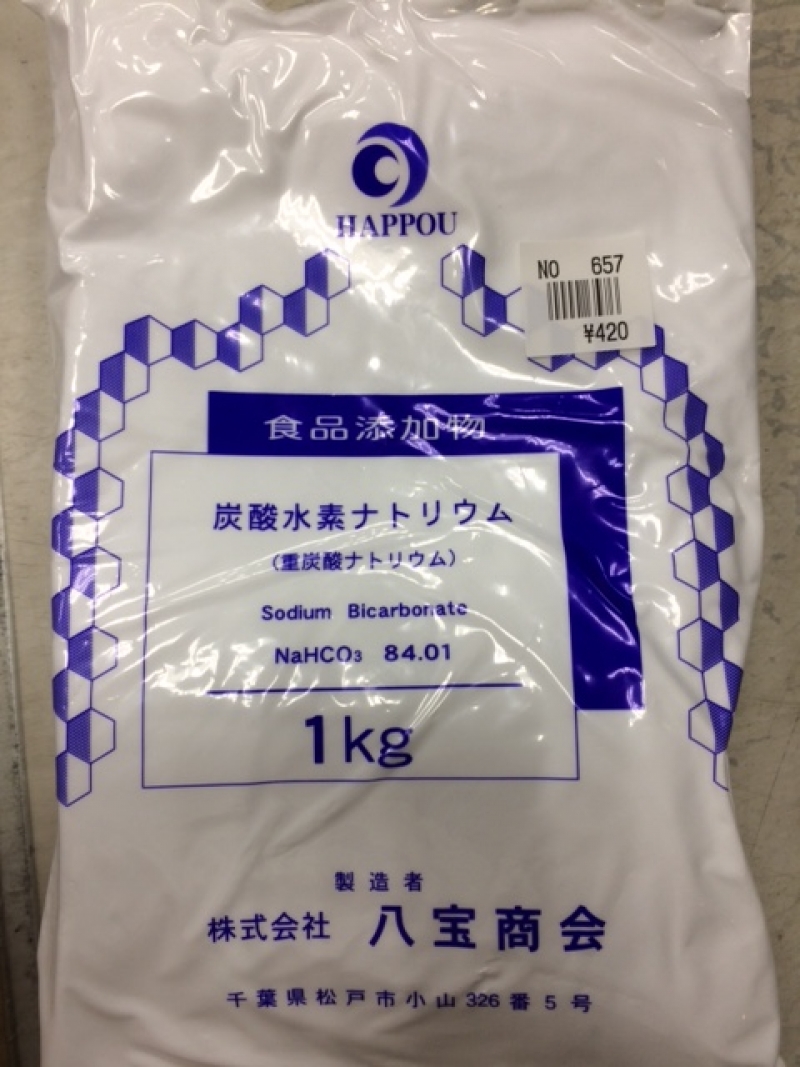 HAPPOU
NO 657
¥420
食品添加物
炭酸水素ナトリウム
(重炭酸ナトリウム)
Sodium Bicarbonate
NaHCO₃ 84.01
1kg
製造者
株式会社 八宝商会
千葉県松戸市小山326番5号